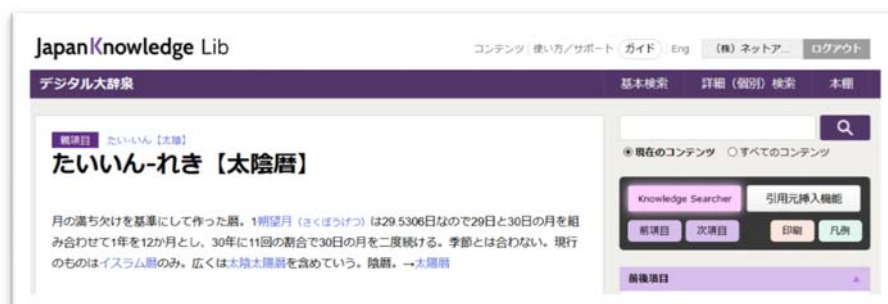 JapanKnowledge Lib
コンテンツ 使い方/サポート ガイド Eng (株) ネットア... ログアウト
デジタル大辞泉
基本検索 詳細（個別）検索 本棚
親項目 たい‐いん【太陰】
たいいん‐れき【太陰暦】
月の満ち欠けを基準にして作った暦。1朔望月（さくぼうげつ）は29.5306日なので29日と30日の月を組
み合わせて1年を12か月とし、30年に11回の割合で30日の月を二度続ける。季節とは合わない。現行
のものはイスラム暦のみ。広くは太陰太陽暦を含めていう。陰暦。→太陽暦
現在のコンテンツ すべてのコンテンツ
Knowledge Searcher 引用元挿入機能
前項目 次項目 印刷 凡例
前後項目